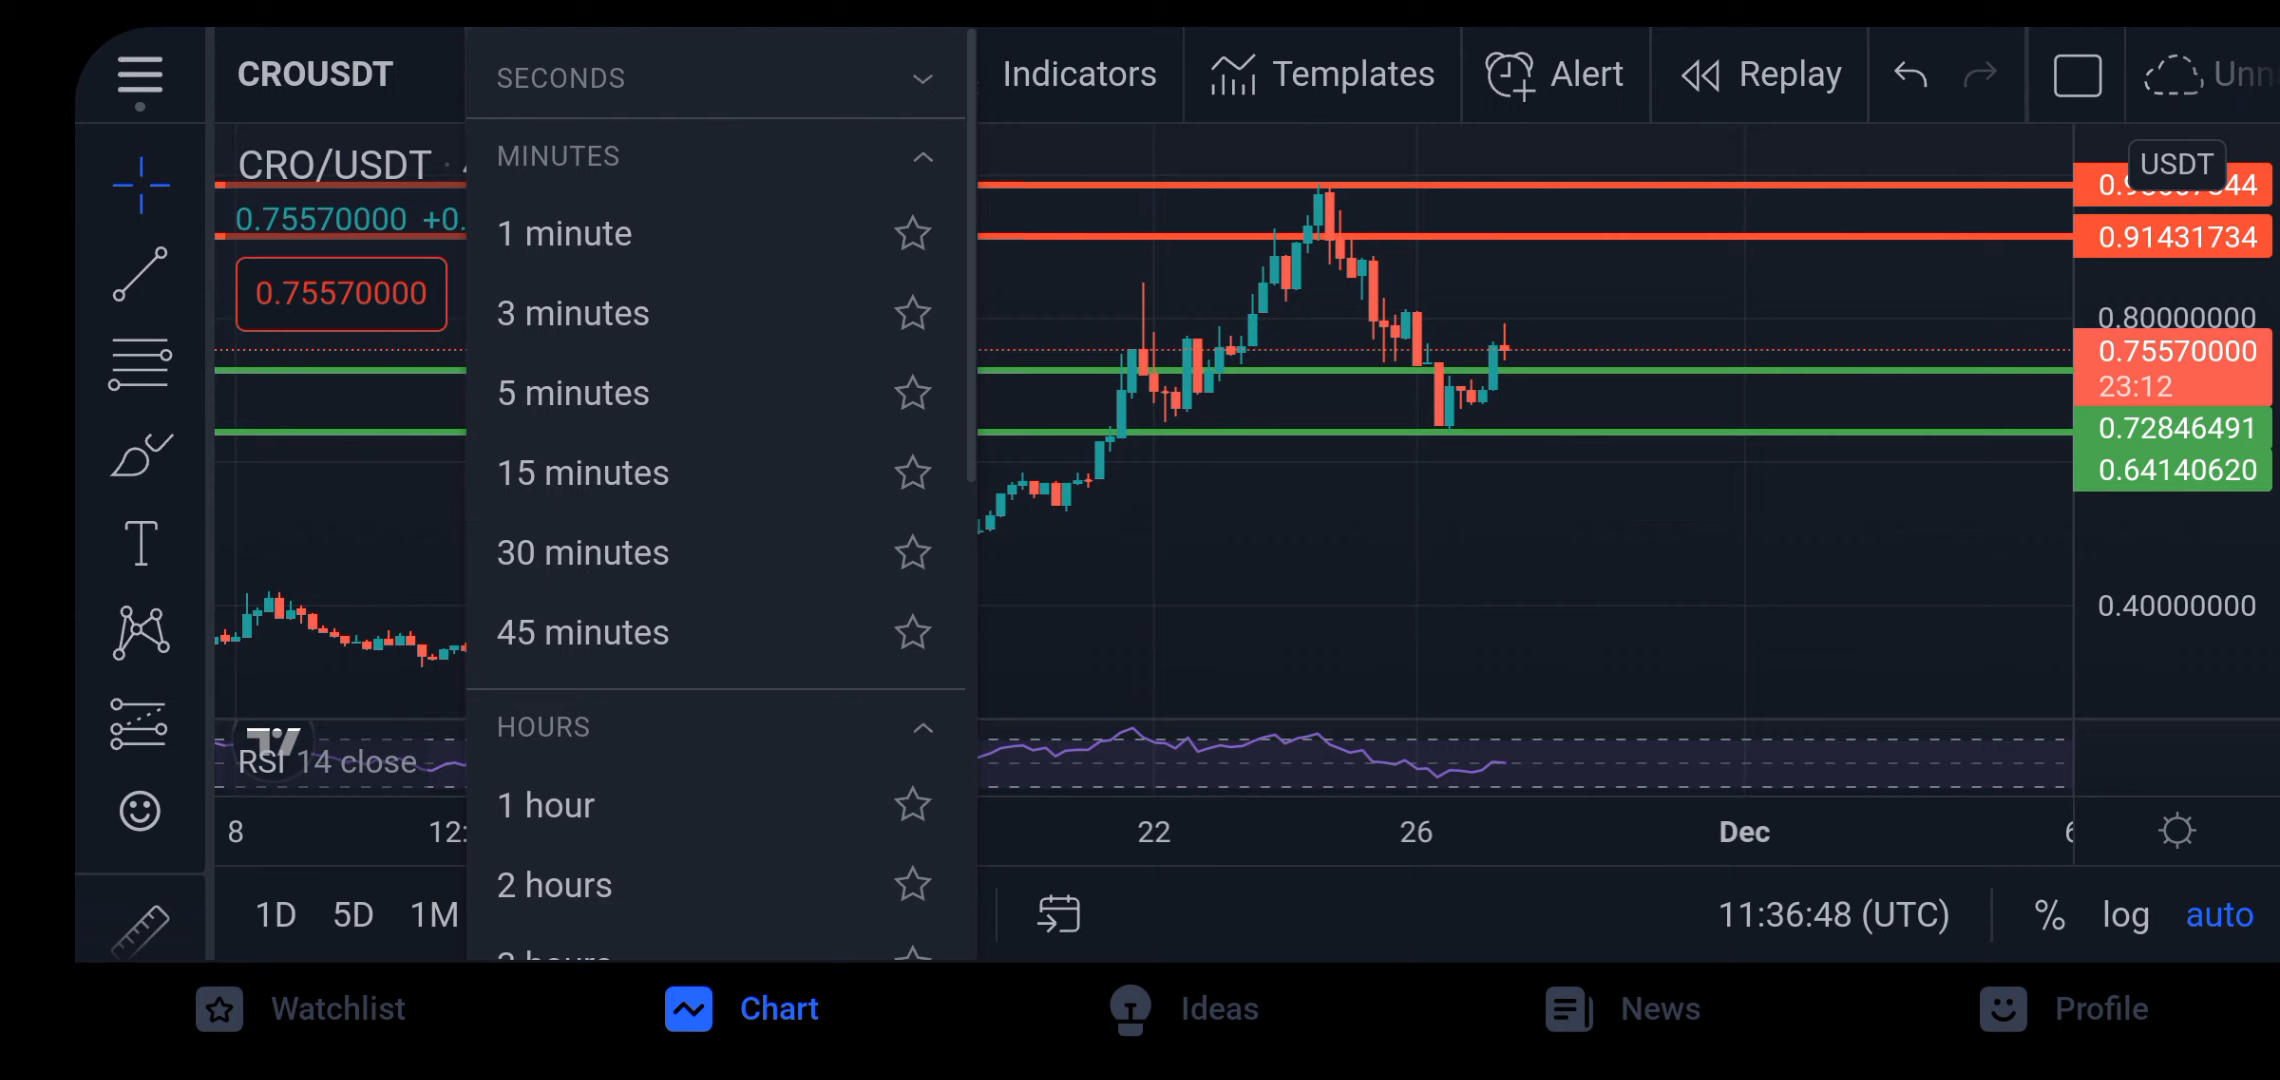 CROUSDT
SECONDS
Indicators
Templates
Alert
Replay
Unn
MINUTES
CRO/USDT ·
USDT
0.75570000 +0.
1 minute
0.91431734
0.75570000
3 minutes
0.80000000
0.75570000
23:12
5 minutes
0.72846491
15 minutes
0.64140620
30 minutes
0.40000000
45 minutes
HOURS
RSI 14 close
1 hour
8
12:
22
26
Dec
2 hours
1D 5D 1M
11:36:48 (UTC)
% log auto
Watchlist
Chart
Ideas
News
Profile